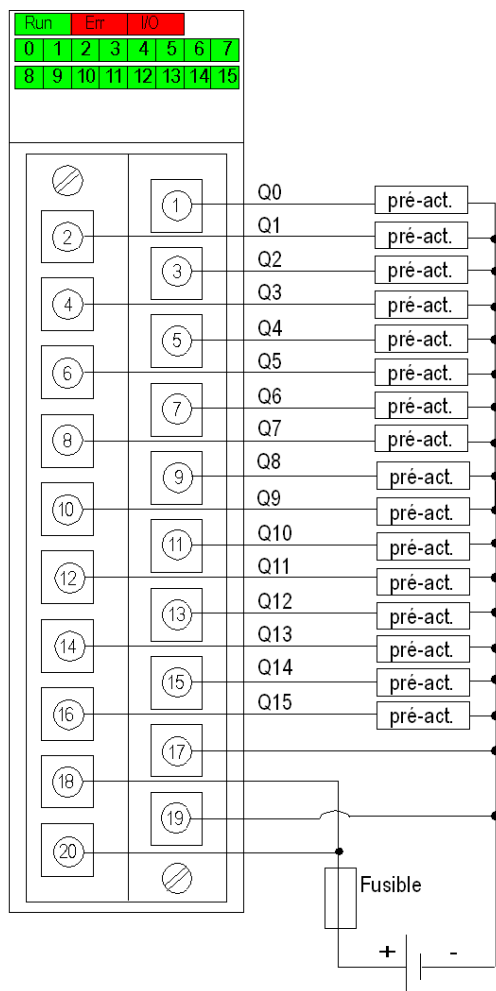 Run Err I/O
0 1 2 3 4 5 6 7
8 9 10 11 12 13 14 15
1 Q0 pré-act.
2 Q1 pré-act.
3 Q2 pré-act.
4 Q3 pré-act.
5 Q4 pré-act.
6 Q5 pré-act.
7 Q6 pré-act.
8 Q7 pré-act.
9 Q8 pré-act.
10 Q9 pré-act.
11 Q10 pré-act.
12 Q11 pré-act.
13 Q12 pré-act.
14 Q13 pré-act.
15 Q14 pré-act.
16 Q15 pré-act.
17
18
19
20
Fusible
+ -